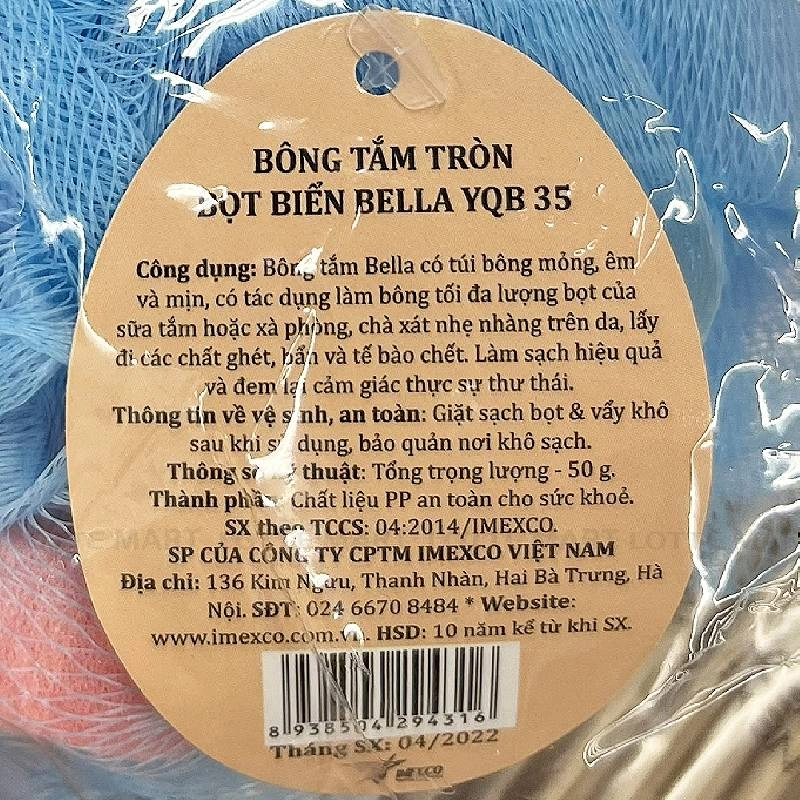 BÔNG TẮM TRÒN
BỌT BIỂN BELLA YQB 35
Công dụng: Bông tắm Bella có túi bông mỏng, êm
và mịn, có tác dụng làm bông tối đa lượng bọt của
sữa tắm hoặc xà phòng, chà xát nhẹ nhàng trên da, lấy
đi các chất ghét, bẩn và tế bào chết. Làm sạch hiệu quả
và đem lại cảm giác thực sự thư thái.
Thông tin về vệ sinh, an toàn: Giặt sạch bọt & vẩy khô
sau khi sử dụng, bảo quản nơi khô sạch.
Thông số kỹ thuật: Tổng trọng lượng - 50 g.
Thành phần: Chất liệu PP an toàn cho sức khoẻ.
SX theo TCCS: 04:2014/IMEXCO.
SP CỦA CÔNG TY CPTM IMEXCO VIỆT NAM
Địa chỉ: 136 Kim Ngưu, Thanh Nhàn, Hai Bà Trưng, Hà
Nội. SĐT: 024 6670 8484 * Website:
www.imexco.com.vn. HSD: 10 năm kể từ khi SX.
8 938504 294316
Tháng SX: 04/2022
IMEXCO